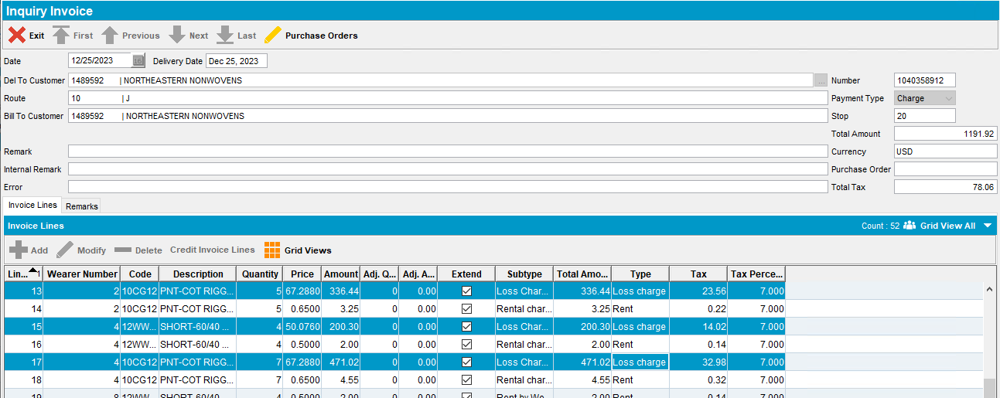 Inquiry Invoice
Exit First Previous Next Last Purchase Orders
Date 12/25/2023 16 Delivery Date Dec 25, 2023
Del To Customer 1489592 | NORTHEASTERN NONWOVENS ... Number 1040358912
Route 10 | J Payment Type Charge
Bill To Customer 1489592 | NORTHEASTERN NONWOVENS Stop 20
Total Amount 1191.92
Remark Currency USD
Internal Remark Purchase Order
Error Total Tax 78.06
Invoice Lines Remarks
Invoice Lines Count : 52 Grid View All
Add Modify Delete Credit Invoice Lines Grid Views
Lin... 1 Wearer Number Code Description Quantity Price Amount Adj. Q... Adj. A... Extend Subtype Total Amo... Type Tax Tax Perce...
13 2 10CG12 PNT-COT RIGG... 5 67.2880 336.44 0 0.00 Loss Char... 336.44 Loss charge 23.56 7.000
14 2 10CG12 PNT-COT RIGG... 5 0.6500 3.25 0 0.00 Rental char... 3.25 Rent 0.22 7.000
15 4 12WW... SHORT-60/40 ... 4 50.0760 200.30 0 0.00 Loss Char... 200.30 Loss charge 14.02 7.000
16 4 12WW... SHORT-60/40 ... 4 0.5000 2.00 0 0.00 Rental char... 2.00 Rent 0.14 7.000
17 4 10CG12 PNT-COT RIGG... 7 67.2880 471.02 0 0.00 Loss Char... 471.02 Loss charge 32.98 7.000
18 4 10CG12 PNT-COT RIGG... 7 0.6500 4.55 0 0.00 Rental char... 4.55 Rent 0.32 7.000
19 8 12WW... SHORT-60/40 ... 4 0.5000 2.00 0 0.00 Rent by We... 2.00 Rent 0.14 7.000